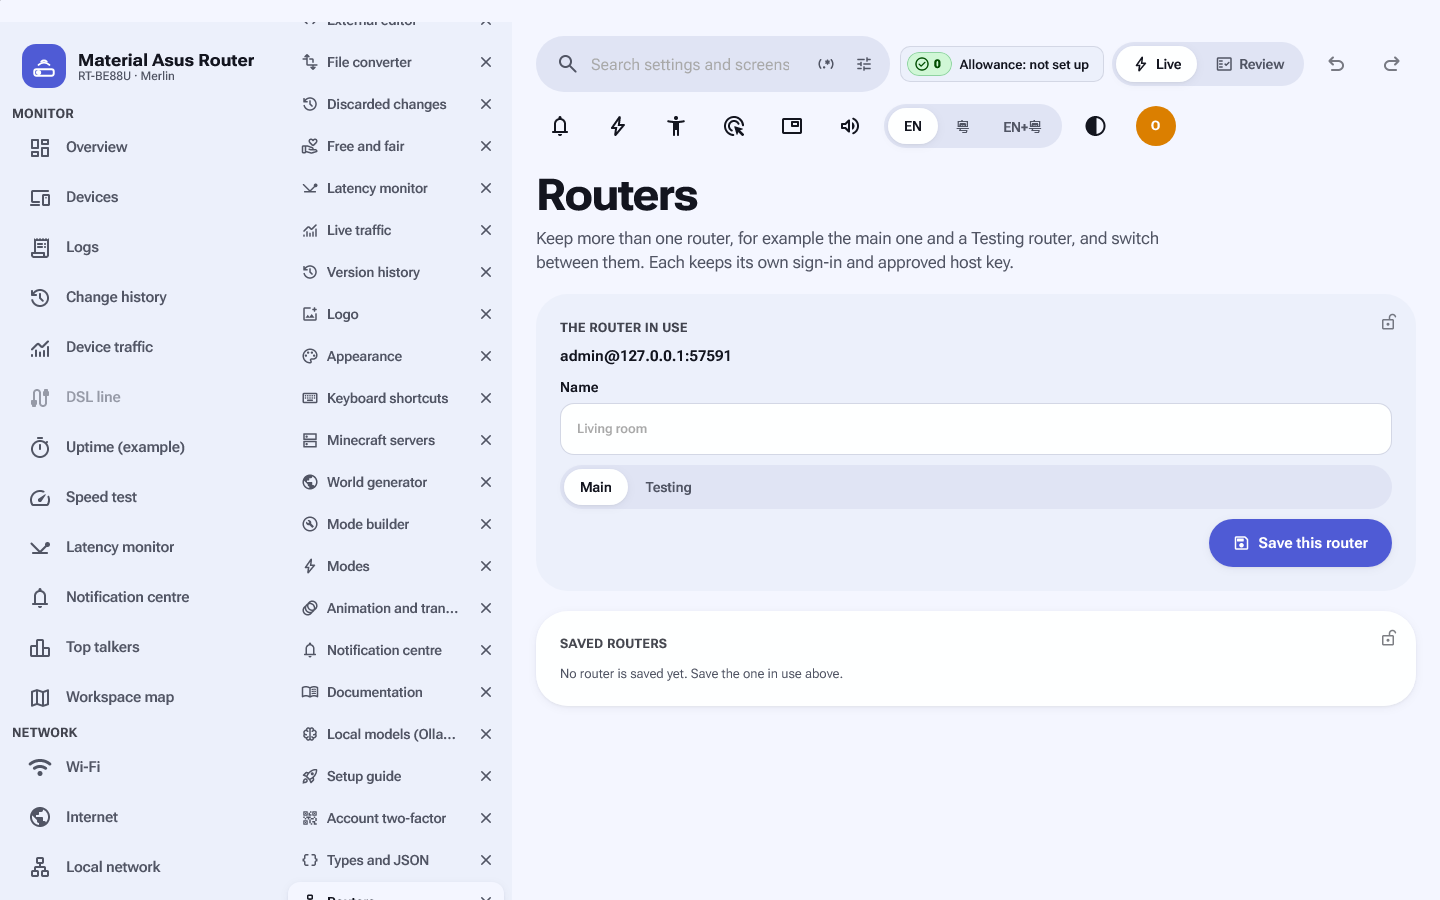 Material Asus Router
RT-BE88U · Merlin
MONITOR
Overview
Devices
Logs
Change history
Device traffic
DSL line
Uptime (example)
Speed test
Latency monitor
Notification centre
Top talkers
Workspace map
NETWORK
Wi-Fi
Internet
Local network
External editor
File converter
Discarded changes
Free and fair
Latency monitor
Live traffic
Version history
Logo
Appearance
Keyboard shortcuts
Minecraft servers
World generator
Mode builder
Modes
Animation and tran...
Notification centre
Documentation
Local models (Olla...
Setup guide
Account two-factor
Types and JSON
Routers
Search settings and screens
(.*)
0
Allowance: not set up
Live
Review
EN
粵
EN+粵
O
Routers
Keep more than one router, for example the main one and a Testing router, and switch
between them. Each keeps its own sign-in and approved host key.
THE ROUTER IN USE
admin@127.0.0.1:57591
Name
Living room
Main
Testing
Save this router
SAVED ROUTERS
No router is saved yet. Save the one in use above.